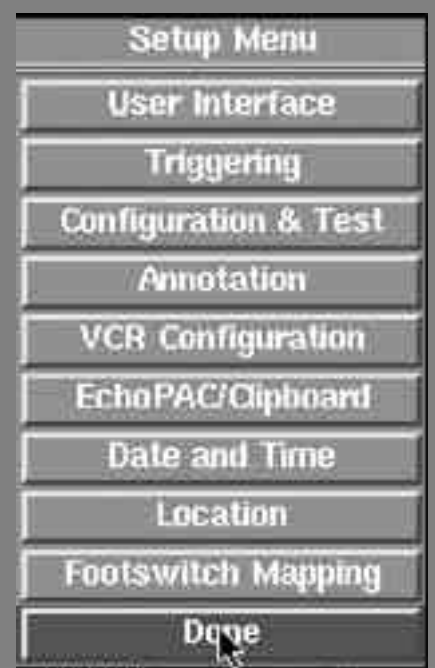 Setup Menu
User Interface
Triggering
Configuration & Test
Annotation
VCR Configuration
EchoPAC/Clipboard
Date and Time
Location
Footswitch Mapping
Done